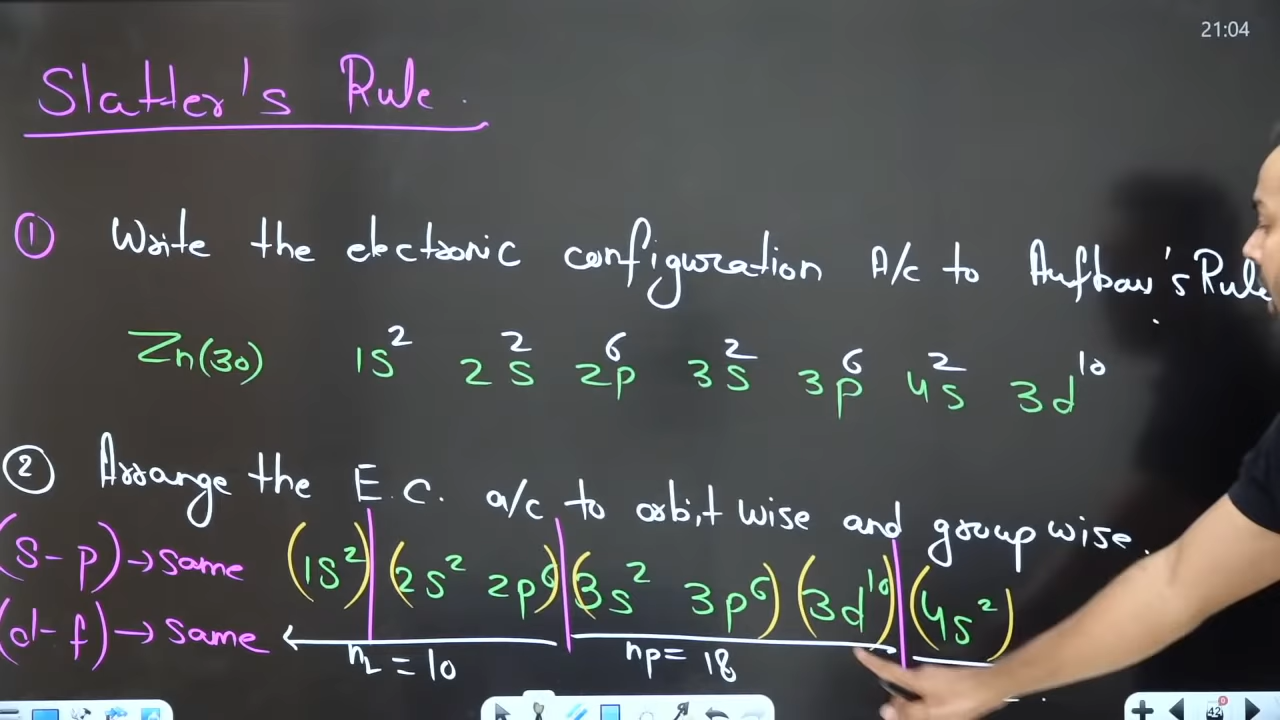 21:04
Slatter's Rule.
① Write the electronic configuration A/c to Aufbau's Rule.
Zn(30) 1s² 2s² 2p⁶ 3s² 3p⁶ 4s² 3d¹⁰
② Arrange the E.C. a/c to orbit wise and group wise.
(s-p) → same (1s²) (2s² 2p⁶) (3s² 3p⁶) (3d¹⁰) (4s²)
(d-f) → same
= 10 np = 18
42